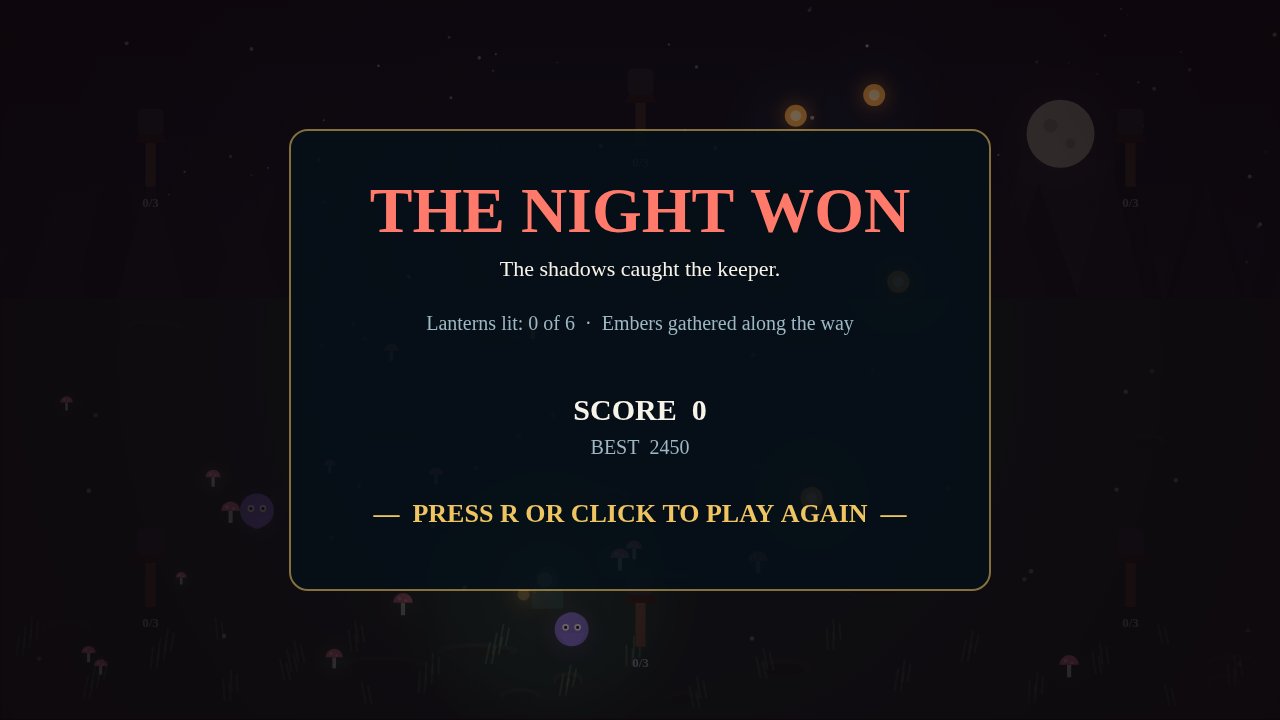 0/3
0/3
0/3
THE NIGHT WON
The shadows caught the keeper.
Lanterns lit: 0 of 6 · Embers gathered along the way
SCORE 0
BEST 2450
— PRESS R OR CLICK TO PLAY AGAIN —
0/3
0/3
0/3